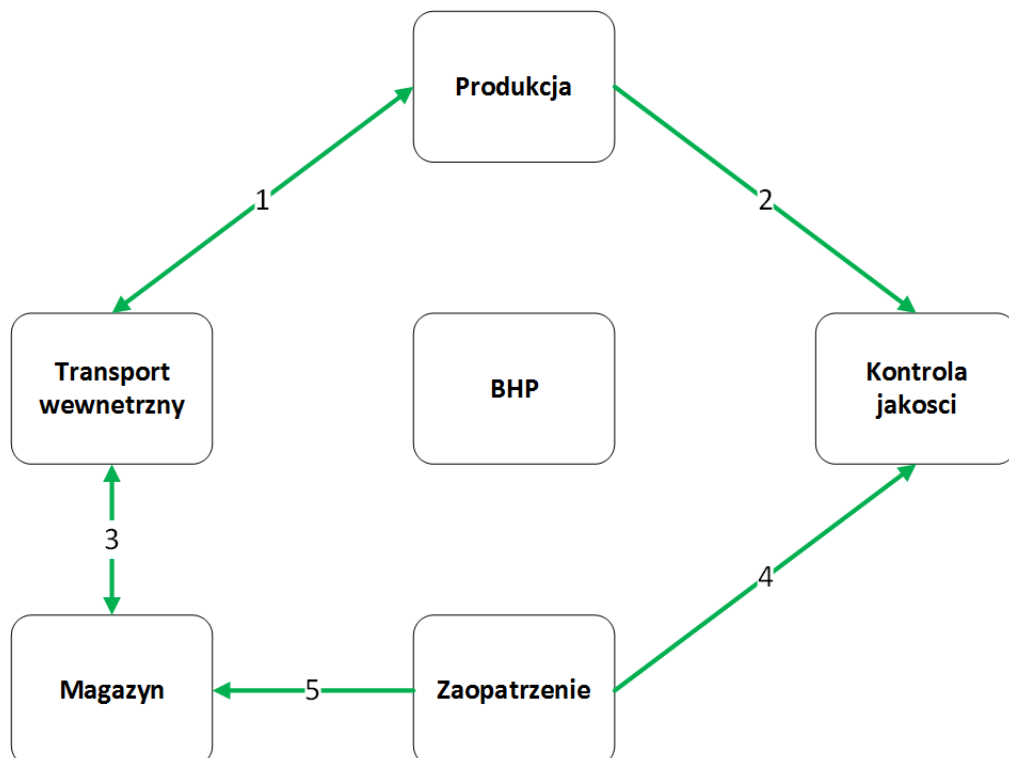 Produkcja
1
2
Transport
wewnetrzny
BHP
Kontrola
jakosci
3
4
Magazyn
5
Zaopatrzenie